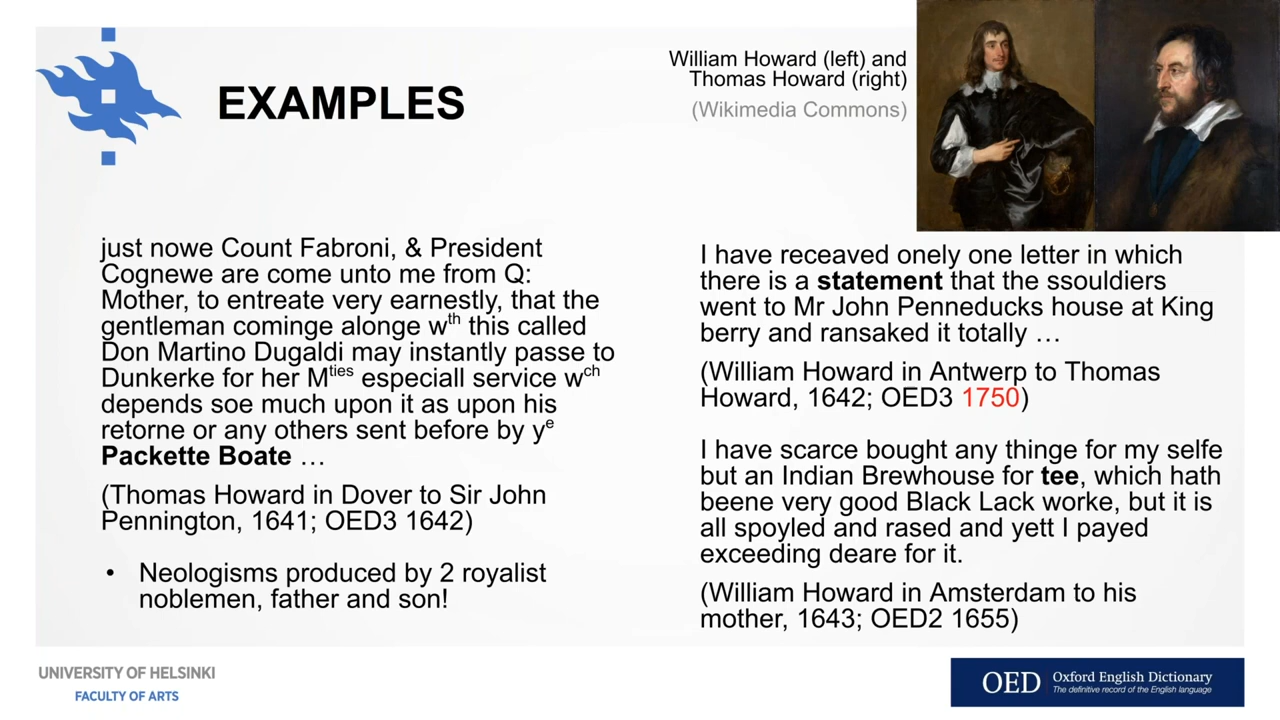 EXAMPLES
William Howard (left) and
Thomas Howard (right)
(Wikimedia Commons)
just nowe Count Fabroni, & President
Cognewe are come unto me from Q:
Mother, to entreate very earnestly, that the
gentleman cominge alonge wth this called
Don Martino Dugaldi may instantly passe to
Dunkerke for her Mties especiall service wch
depends soe much upon it as upon his
retorne or any others sent before by ye
Packette Boate …
(Thomas Howard in Dover to Sir John
Pennington, 1641; OED3 1642)
• Neologisms produced by 2 royalist
noblemen, father and son!
I have receaved onely one letter in which
there is a statement that the ssouldiers
went to Mr John Penneducks house at King
berry and ransaked it totally …
(William Howard in Antwerp to Thomas
Howard, 1642; OED3 1750)
I have scarce bought any thinge for my selfe
but an Indian Brewhouse for tee, which hath
beene very good Black Lack worke, but it is
all spoyled and rased and yett I payed
exceeding deare for it.
(William Howard in Amsterdam to his
mother, 1643; OED2 1655)
UNIVERSITY OF HELSINKI
FACULTY OF ARTS
OED Oxford English Dictionary
The definitive record of the English language